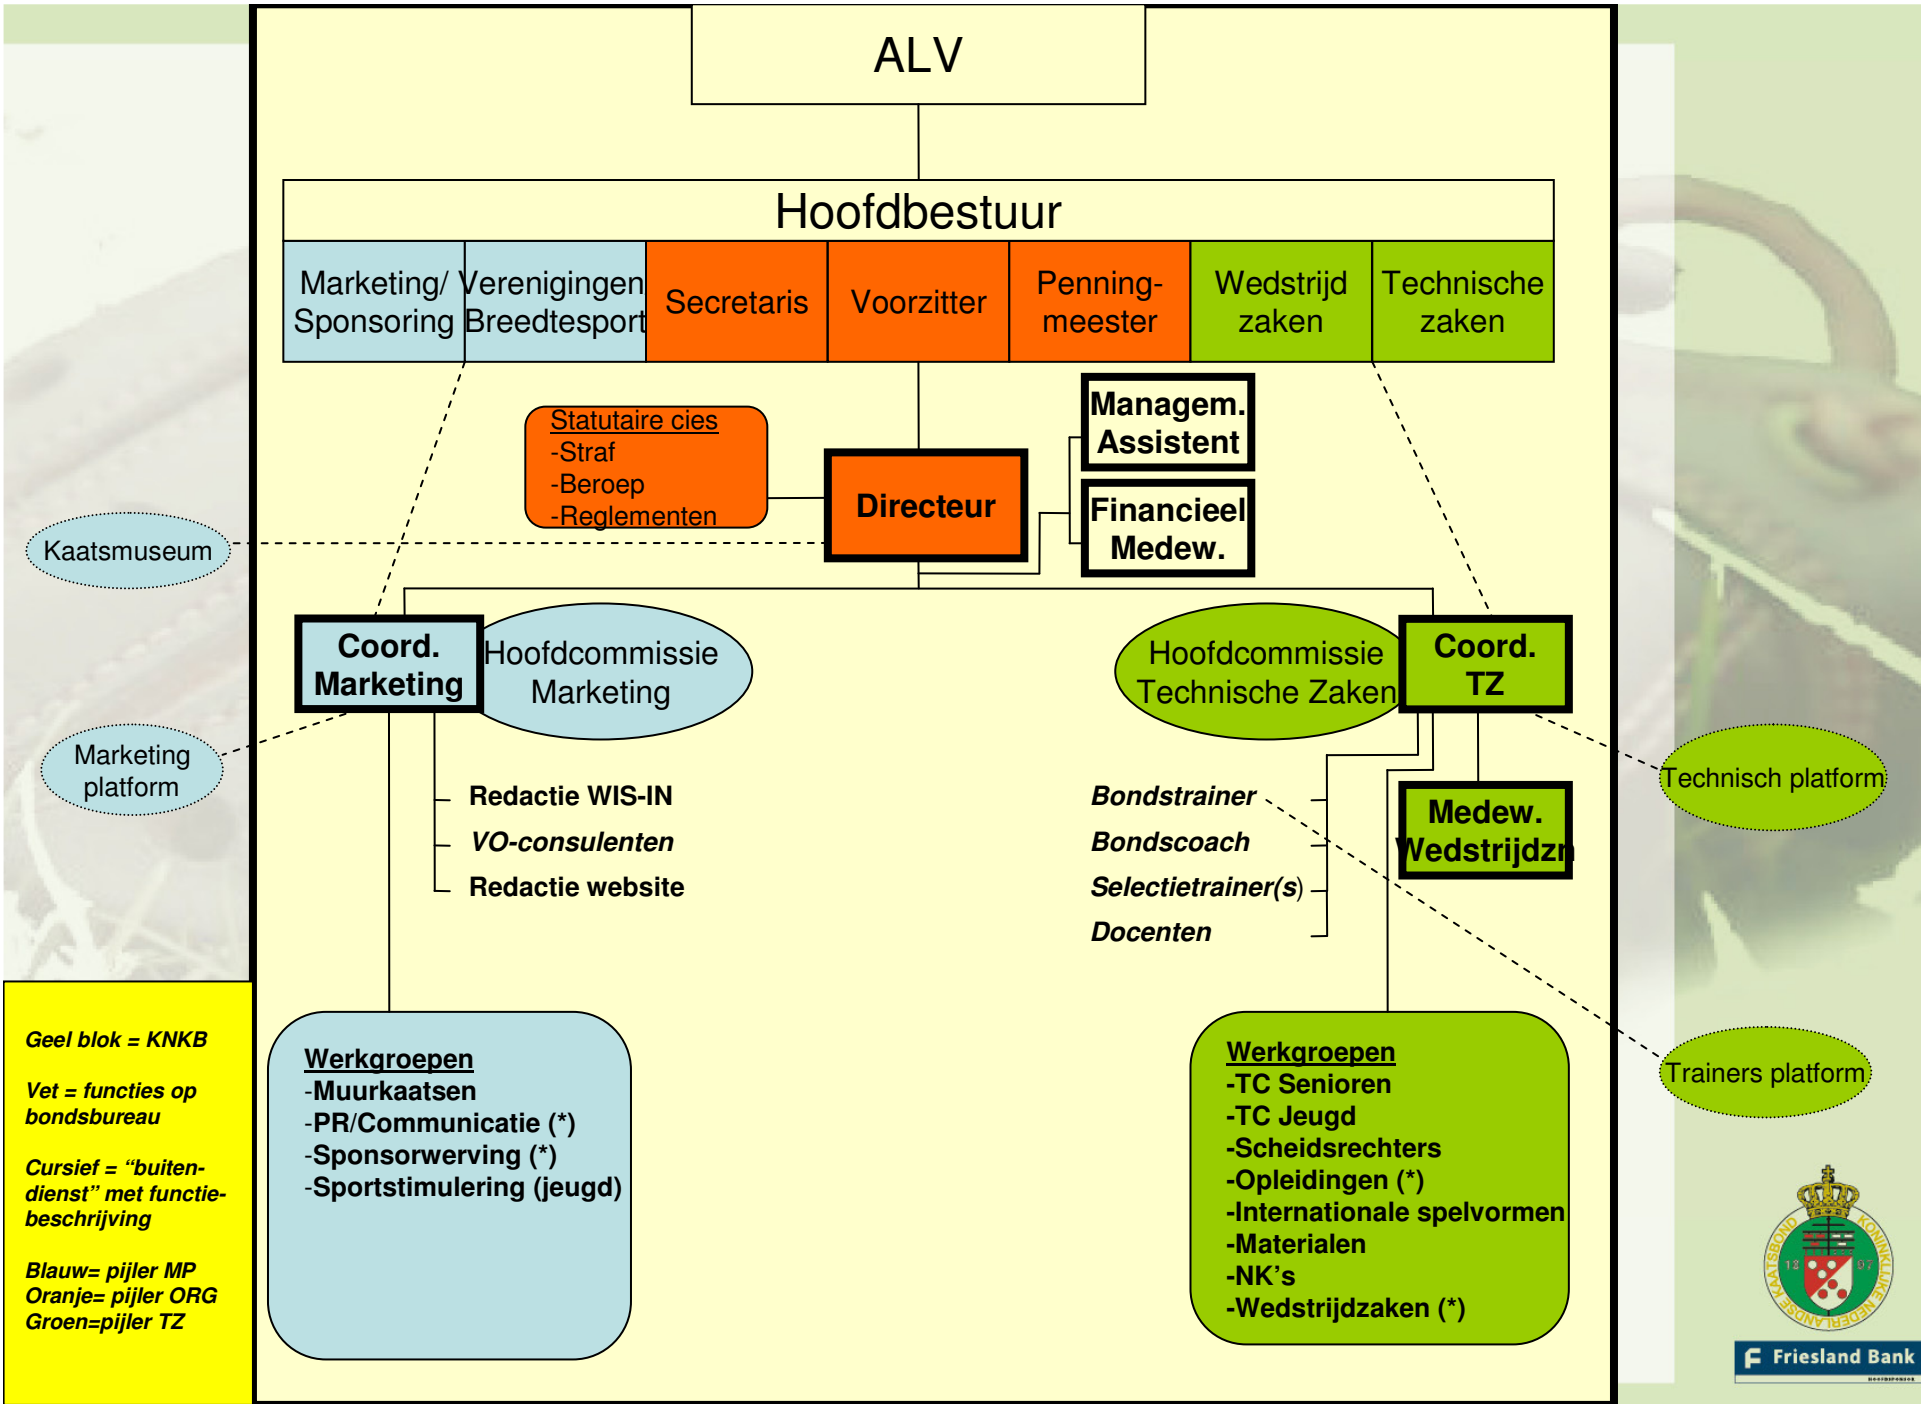 ALV
Hoofdbestuur
Marketing/
Sponsoring
Verenigingen
Breedtesport
Secretaris
Voorzitter
Penning-
meester
Wedstrijd
zaken
Technische
zaken
Statutaire cies
-Straf
-Beroep
-Reglementen
Directeur
Managem.
Assistent
Financieel
Medew.
Kaatsmuseum
Coord.
Marketing
Hoofdcommissie
Marketing
Hoofdcommissie
Technische Zaken
Coord.
TZ
Marketing
platform
Technisch platform
Redactie WIS-IN
VO-consulenten
Redactie website
Bondstrainer
Bondscoach
Selectietrainer(s)
Docenten
Medew.
Wedstrijdzn
Trainers platform
Geel blok = KNKB
Vet = functies op
bondsbureau
Cursief = “buiten-
dienst” met functie-
beschrijving
Blauw= pijler MP
Oranje= pijler ORG
Groen=pijler TZ
Werkgroepen
-Muurkaatsen
-PR/Communicatie (*)
-Sponsorwerving (*)
-Sportstimulering (jeugd)
Werkgroepen
-TC Senioren
-TC Jeugd
-Scheidsrechters
-Opleidingen (*)
-Internationale spelvormen
-Materialen
-NK’s
-Wedstrijdzaken (*)
KONINKLIJKE NEDERLANDSE KAATSBOND
1897
Friesland Bank
HOOFDSPONSOR